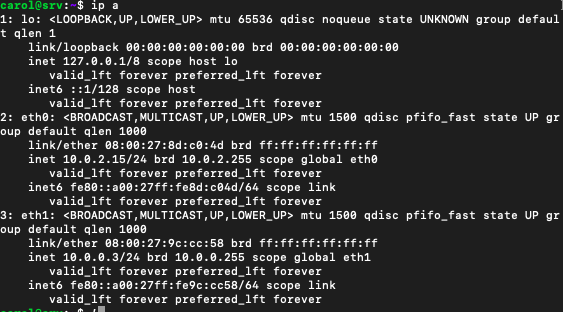 carol@srv:~$ ip a
1: lo: <LOOPBACK,UP,LOWER_UP> mtu 65536 qdisc noqueue state UNKNOWN group defaul
t qlen 1
    link/loopback 00:00:00:00:00:00 brd 00:00:00:00:00:00
    inet 127.0.0.1/8 scope host lo
       valid_lft forever preferred_lft forever
    inet6 ::1/128 scope host
       valid_lft forever preferred_lft forever
2: eth0: <BROADCAST,MULTICAST,UP,LOWER_UP> mtu 1500 qdisc pfifo_fast state UP gr
oup default qlen 1000
    link/ether 08:00:27:8d:c0:4d brd ff:ff:ff:ff:ff:ff
    inet 10.0.2.15/24 brd 10.0.2.255 scope global eth0
       valid_lft forever preferred_lft forever
    inet6 fe80::a00:27ff:fe8d:c04d/64 scope link
       valid_lft forever preferred_lft forever
3: eth1: <BROADCAST,MULTICAST,UP,LOWER_UP> mtu 1500 qdisc pfifo_fast state UP gr
oup default qlen 1000
    link/ether 08:00:27:9c:cc:58 brd ff:ff:ff:ff:ff:ff
    inet 10.0.0.3/24 brd 10.0.0.255 scope global eth1
       valid_lft forever preferred_lft forever
    inet6 fe80::a00:27ff:fe9c:cc58/64 scope link
       valid_lft forever preferred_lft forever
carol@srv:~$